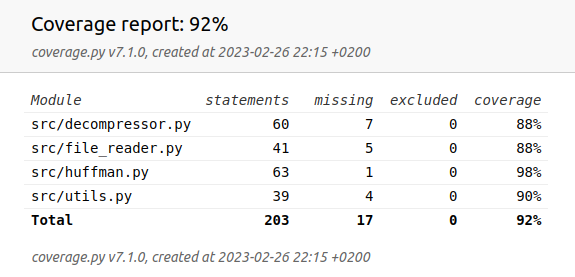 Coverage report: 92%
coverage.py v7.1.0, created at 2023-02-26 22:15 +0200
Module statements missing excluded coverage
src/decompressor.py 60 7 0 88%
src/file_reader.py 41 5 0 88%
src/huffman.py 63 1 0 98%
src/utils.py 39 4 0 90%
Total 203 17 0 92%
coverage.py v7.1.0, created at 2023-02-26 22:15 +0200